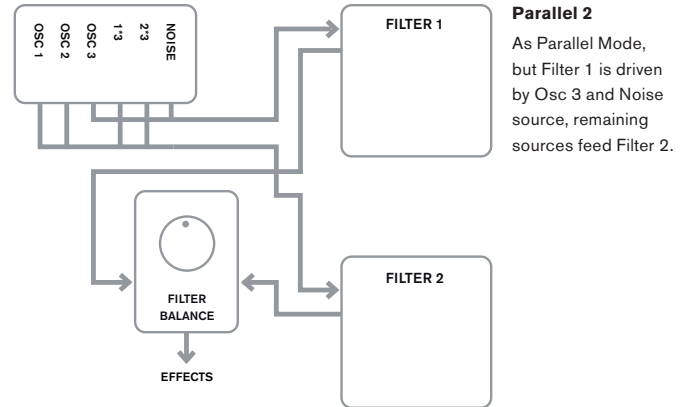 OSC 1
OSC 2
OSC 3
1*3
2*3
NOISE
FILTER 1
Parallel 2
As Parallel Mode,
but Filter 1 is driven
by Osc 3 and Noise
source, remaining
sources feed Filter 2.
FILTER
BALANCE
EFFECTS
FILTER 2